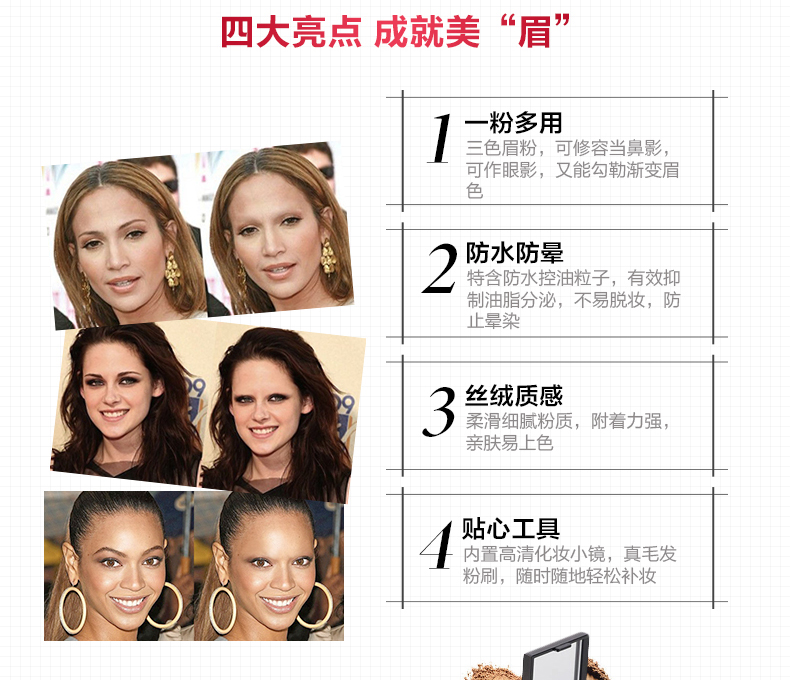 四大亮点 成就美“眉”
1 一粉多用
三色眉粉，可修容当鼻影，
可作眼影，又能勾勒渐变眉
色
2 防水防晕
特含防水控油粒子，有效抑
制油脂分泌，不易脱妆，防
止晕染
3 丝绒质感
柔滑细腻粉质，附着力强，
亲肤易上色
4 贴心工具
内置高清化妆小镜，真毛发
粉刷，随时随地轻松补妆